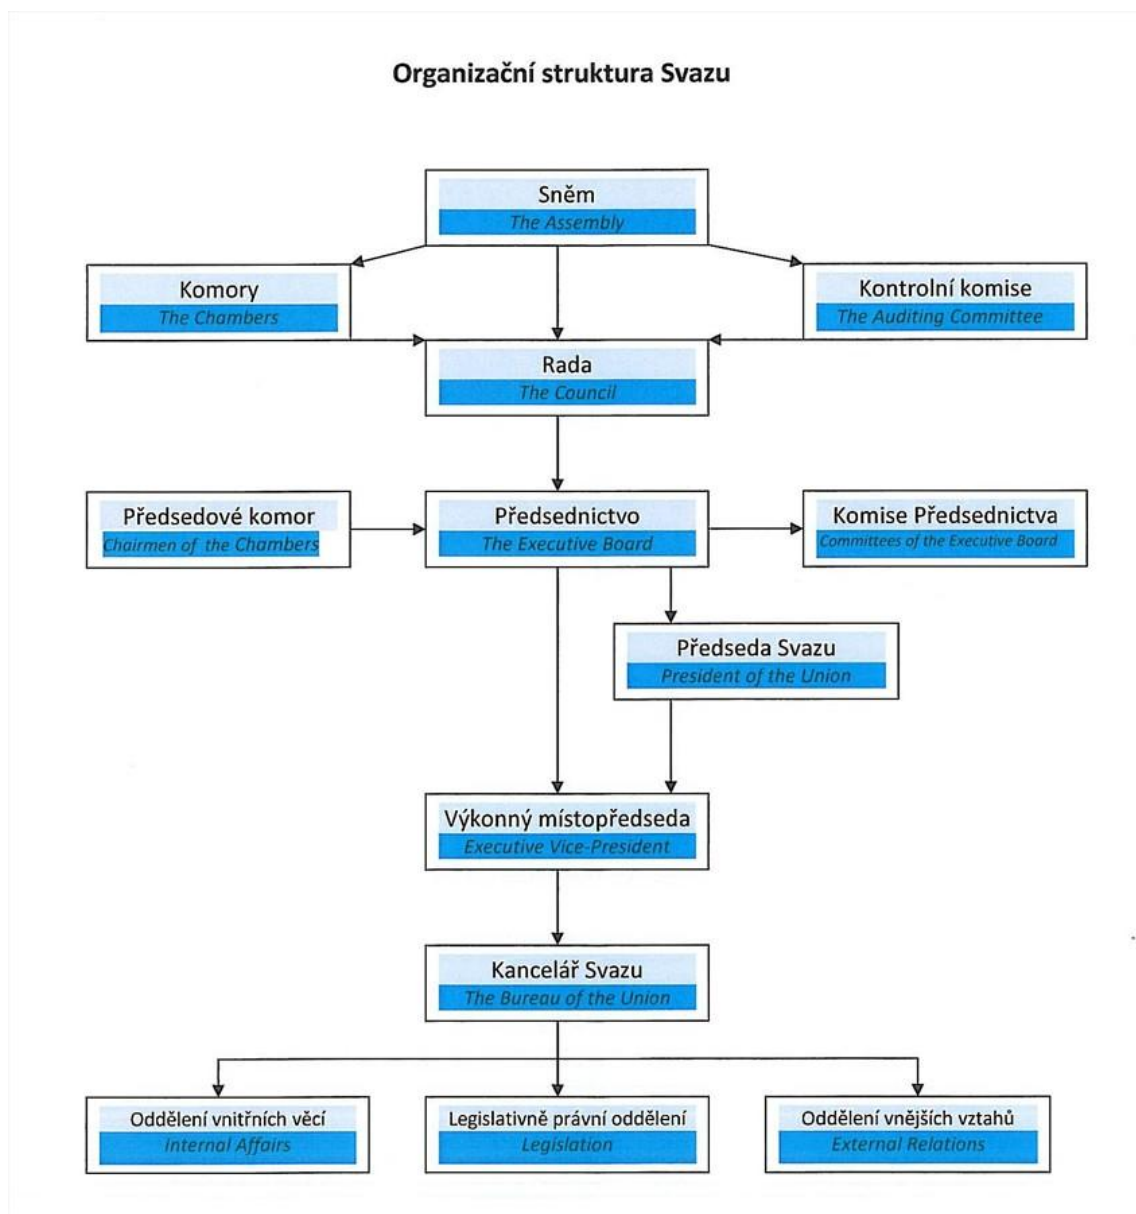 Organizační struktura Svazu
Sněm
The Assembly
Komory
The Chambers
Kontrolní komise
The Auditing Committee
Rada
The Council
Předsedové komor
Chairmen of the Chambers
Předsednictvo
The Executive Board
Komise Předsednictva
Committees of the Executive Board
Předseda Svazu
President of the Union
Výkonný místopředseda
Executive Vice-President
Kancelář Svazu
The Bureau of the Union
Oddělení vnitřních věcí
Internal Affairs
Legislativně právní oddělení
Legislation
Oddělení vnějších vztahů
External Relations